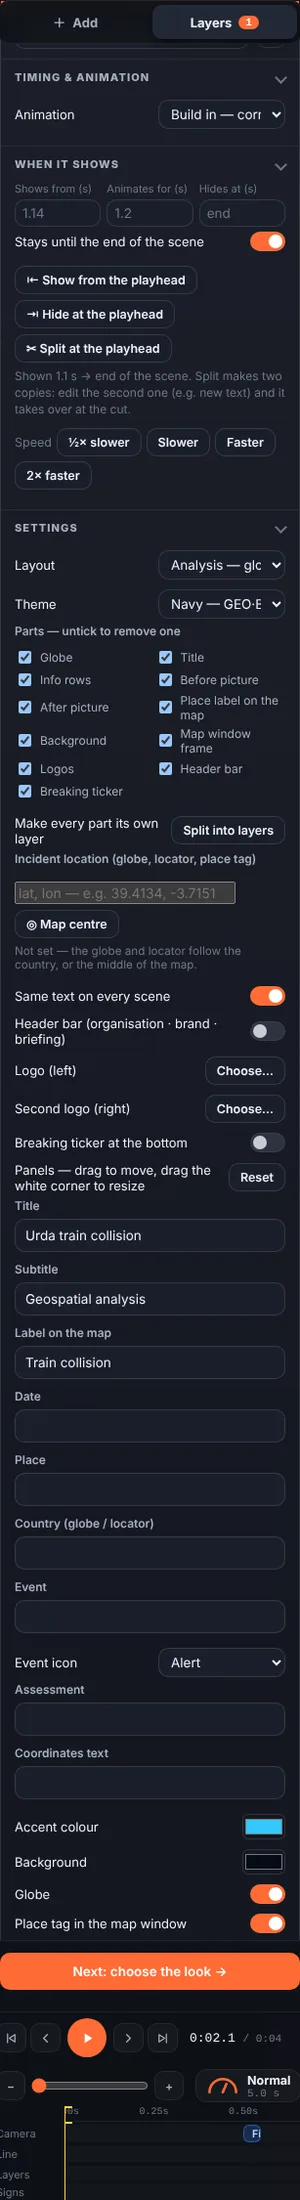 + Add
Layers 1
TIMING & ANIMATION
Animation
Build in — corr
WHEN IT SHOWS
Shows from (s) Animates for (s) Hides at (s)
1.14 1.2 end
Stays until the end of the scene
⇤ Show from the playhead
⇥ Hide at the playhead
✂ Split at the playhead
Shown 1.1 s → end of the scene. Split makes two
copies: edit the second one (e.g. new text) and it
takes over at the cut.
Speed ½× slower Slower Faster
2× faster
SETTINGS
Layout Analysis — glo
Theme Navy — GEO·E
Parts — untick to remove one
Globe Title
Info rows Before picture
After picture Place label on the
map
Background Map window
frame
Logos Header bar
Breaking ticker
Make every part its own
layer
Split into layers
Incident location (globe, locator, place tag)
lat, lon — e.g. 39.4134, -3.7151
◎ Map centre
Not set — the globe and locator follow the
country, or the middle of the map.
Same text on every scene
Header bar (organisation · brand ·
briefing)
Logo (left) Choose...
Second logo (right) Choose...
Breaking ticker at the bottom
Panels — drag to move, drag the
white corner to resize
Reset
Title
Urda train collision
Subtitle
Geospatial analysis
Label on the map
Train collision
Date
Place
Country (globe / locator)
Event
Event icon Alert
Assessment
Coordinates text
Accent colour
Background
Globe
Place tag in the map window
Next: choose the look →
0:02.1 / 0:04
− + Normal
5.0 s
0s 0.25s 0.50s
Camera Fi
Line
Layers
Signs